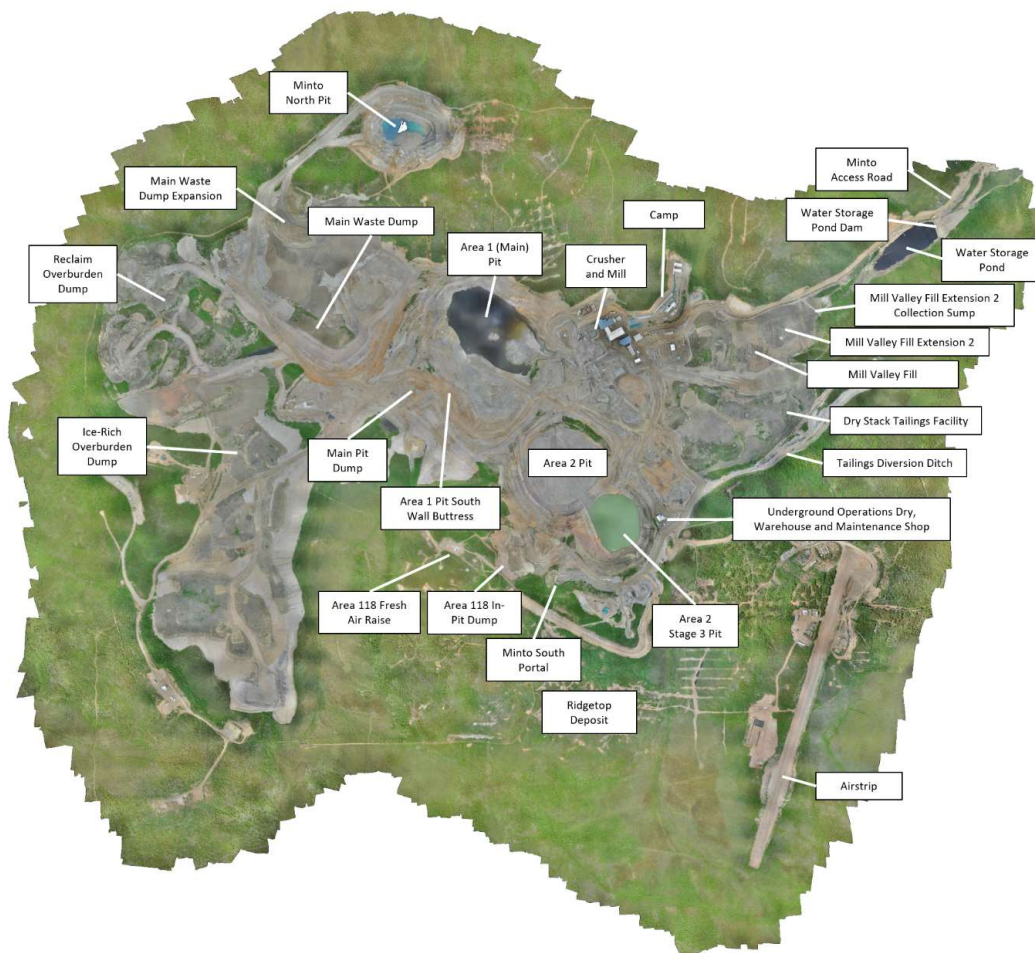 Minto
North Pit
Main Waste
Dump Expansion
Main Waste Dump
Reclaim
Overburden
Dump
Area 1 (Main)
Pit
Camp
Crusher
and Mill
Minto
Access Road
Water Storage
Pond Dam
Water Storage
Pond
Mill Valley Fill Extension 2
Collection Sump
Mill Valley Fill Extension 2
Mill Valley Fill
Dry Stack Tailings Facility
Tailings Diversion Ditch
Ice-Rich
Overburden
Dump
Main Pit
Dump
Area 2 Pit
Area 1 Pit South
Wall Buttress
Underground Operations Dry,
Warehouse and Maintenance Shop
Area 118 Fresh
Air Raise
Area 118 In-
Pit Dump
Area 2
Stage 3 Pit
Minto South
Portal
Ridgetop
Deposit
Airstrip